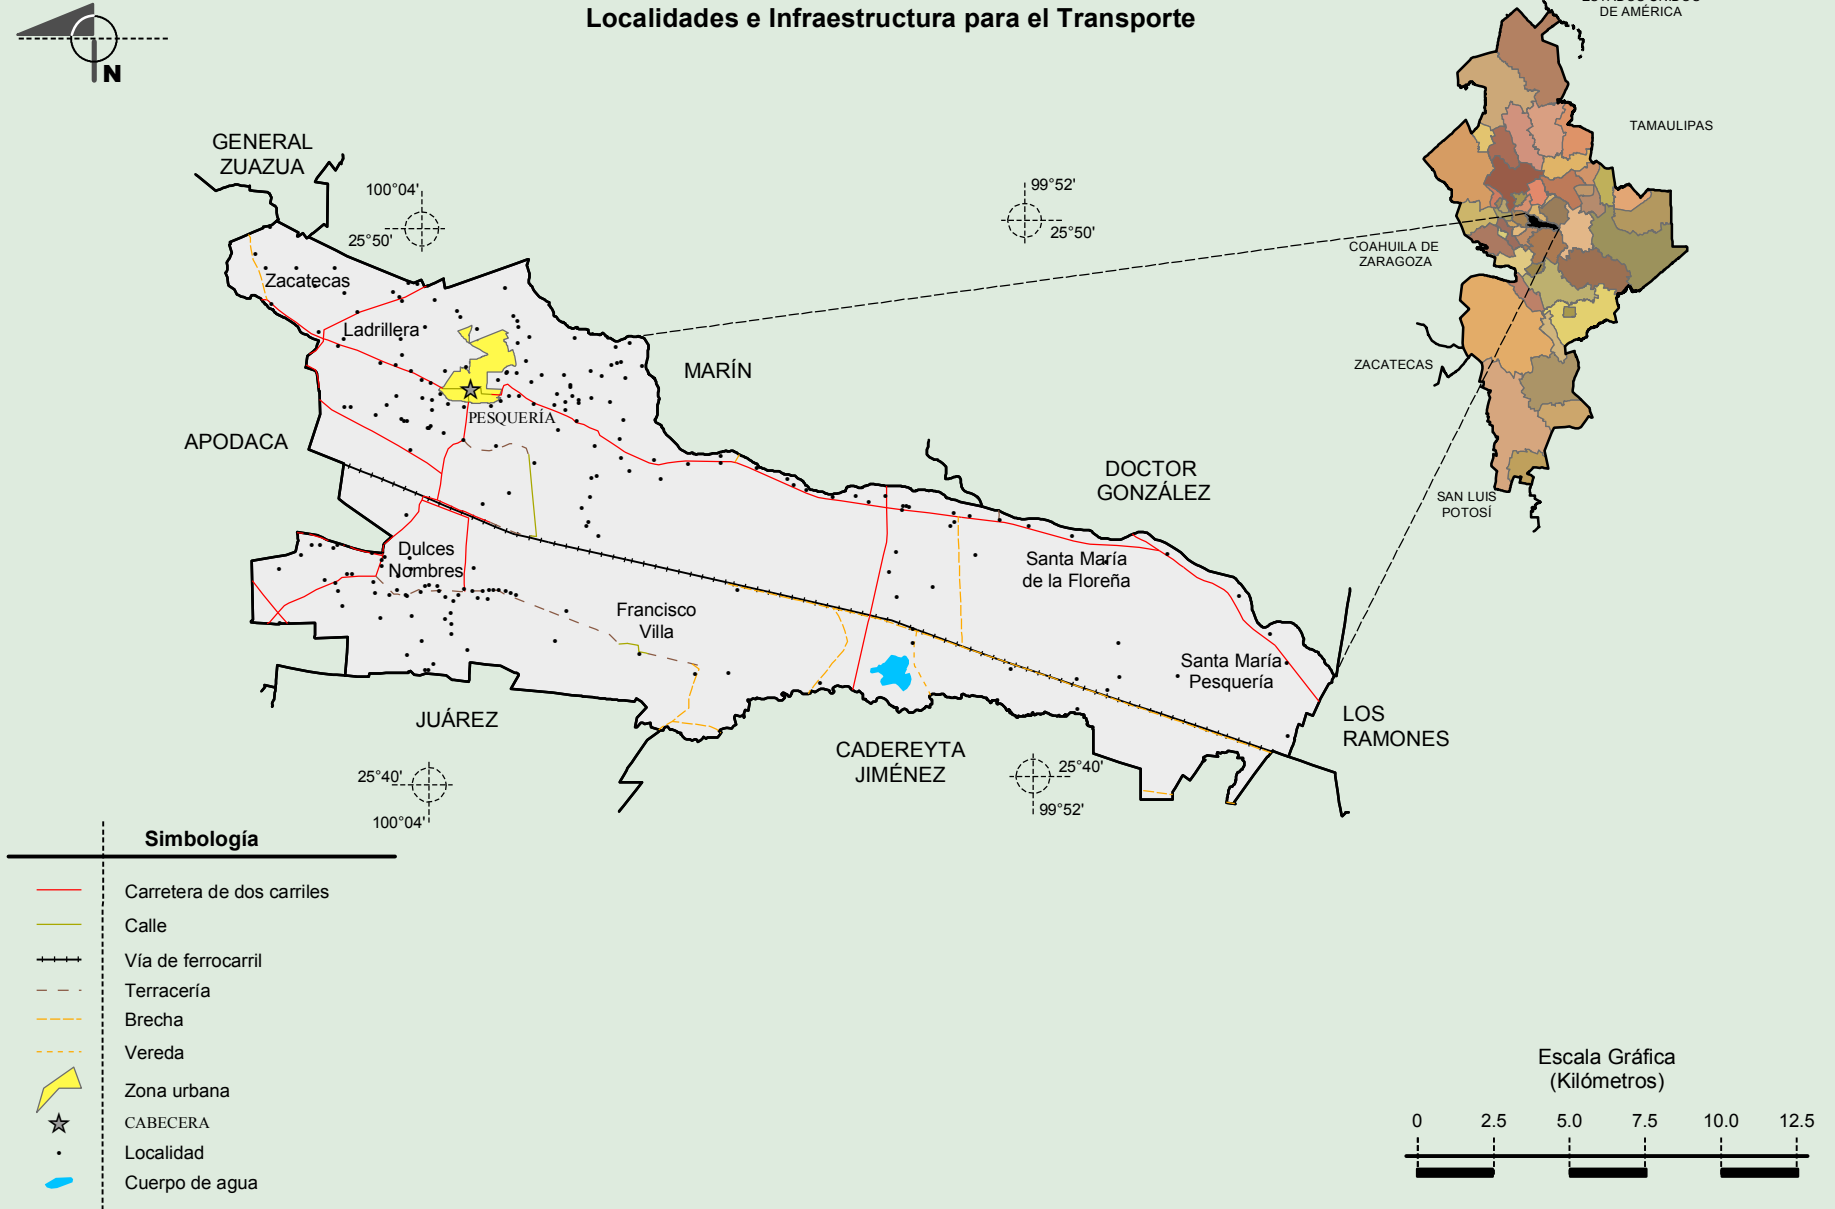 Localidades e Infraestructura para el Transporte
ESTADOS UNIDOS
DE AMÉRICA
N
TAMAULIPAS
COAHUILA DE
ZARAGOZA
ZACATECAS
SAN LUIS
POTOSÍ
GENERAL
ZUAZUA
100°04'
25°50'
99°52'
25°50'
Zacatecas
Ladrillera
MARÍN
PESQUERÍA
APODACA
DOCTOR
GONZÁLEZ
Dulces
Nombres
Santa María
de la Floreña
Francisco
Villa
Santa María
Pesquería
JUÁREZ
LOS
RAMONES
CADEREYTA
JIMÉNEZ
25°40'
100°04'
25°40'
99°52'
Simbología
Carretera de dos carriles
Calle
Vía de ferrocarril
Terracería
Brecha
Vereda
Zona urbana
CABECERA
Localidad
Cuerpo de agua
Escala Gráfica
(Kilómetros)
0 2.5 5.0 7.5 10.0 12.5